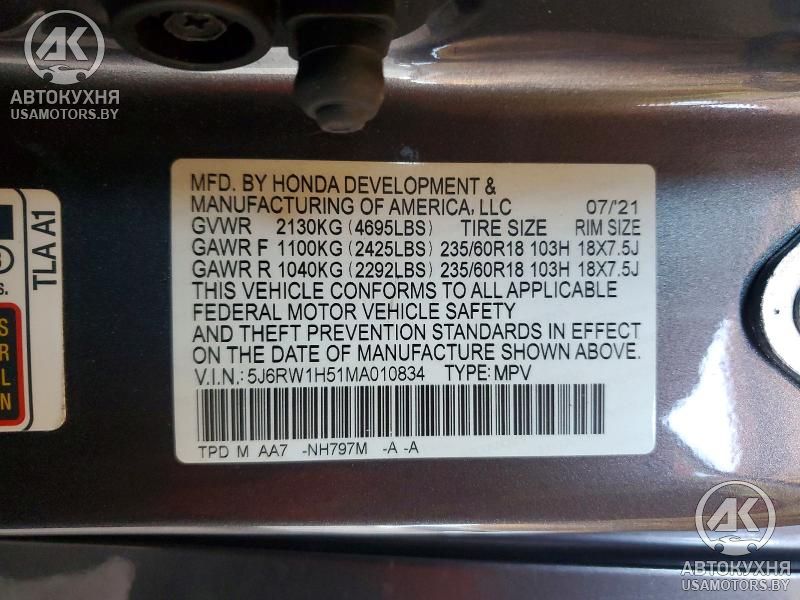 AK
АВТОКУХНЯ
USAMOTORS.BY
TLA A1
S.
S
R
L
N
MFD. BY HONDA DEVELOPMENT &
MANUFACTURING OF AMERICA, LLC 07/'21
GVWR 2130KG (4695LBS) TIRE SIZE RIM SIZE
GAWR F 1100KG (2425LBS) 235/60R18 103H 18X7.5J
GAWR R 1040KG (2292LBS) 235/60R18 103H 18X7.5J
THIS VEHICLE CONFORMS TO ALL APPLICABLE
FEDERAL MOTOR VEHICLE SAFETY
AND THEFT PREVENTION STANDARDS IN EFFECT
ON THE DATE OF MANUFACTURE SHOWN ABOVE.
V.I.N.: 5J6RW1H51MA010834 TYPE: MPV
TPD M AA7 -NH797M -A -A
AK
АВТОКУХНЯ
USAMOTORS.BY